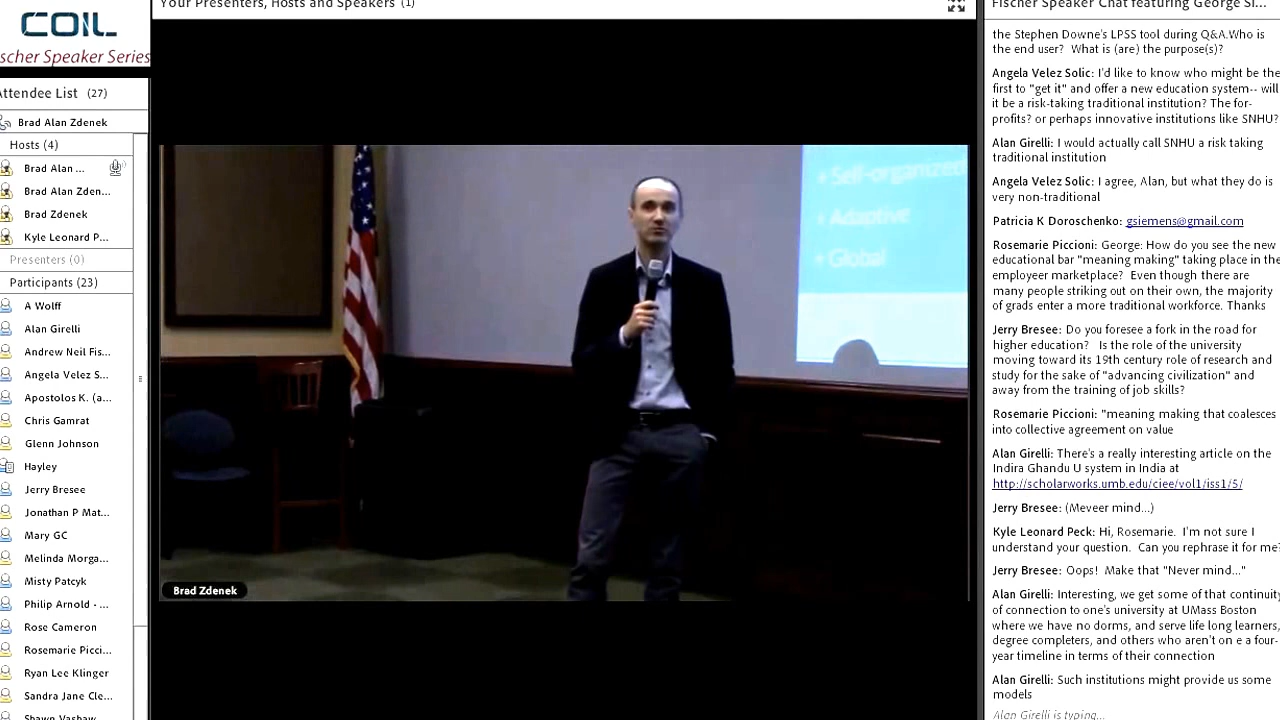 COIL
scher Speaker Series
Attendee List (27)
Brad Alan Zdenek
Hosts (4)
Brad Alan ...
Brad Alan Zden...
Brad Zdenek
Kyle Leonard P...
Presenters (0)
Participants (23)
A Wolff
Alan Girelli
Andrew Neil Fis...
Angela Velez S...
Apostolos K. (a...
Chris Gamrat
Glenn Johnson
Hayley
Jerry Bresee
Jonathan P Mat...
Mary GC
Melinda Morga...
Misty Patcyk
Philip Arnold - ...
Rose Cameron
Rosemarie Picci...
Ryan Lee Klinger
Sandra Jane Cle...
Shawn Vashaw
Your Presenters, Hosts and Speakers (1)
+ Self-organized
+ Adaptive
+ Global
Brad Zdenek
Fischer Speaker Chat featuring George Si...
the Stephen Downe's LPSS tool during Q&A.Who is
the end user? What is (are) the purpose(s)?
Angela Velez Solic: I'd like to know who might be the
first to "get it" and offer a new education system-- will
it be a risk-taking traditional institution? The for-
profits? or perhaps innovative institutions like SNHU?
Alan Girelli: I would actually call SNHU a risk taking
traditional institution
Angela Velez Solic: I agree, Alan, but what they do is
very non-traditional
Patricia K Doroschenko: gsiemens@gmail.com
Rosemarie Piccioni: George: How do you see the new
educational bar "meaning making" taking place in the
employeer marketplace? Even though there are
many people striking out on their own, the majority
of grads enter a more traditional workforce. Thanks
Jerry Bresee: Do you foresee a fork in the road for
higher education? Is the role of the university
moving toward its 19th century role of research and
study for the sake of "advancing civilization" and
away from the training of job skills?
Rosemarie Piccioni: "meaning making that coalesces
into collective agreement on value
Alan Girelli: There's a really interesting article on the
Indira Ghandu U system in India at
http://scholarworks.umb.edu/ciee/vol1/iss1/5/
Jerry Bresee: (Meveer mind...)
Kyle Leonard Peck: Hi, Rosemarie. I'm not sure I
understand your question. Can you rephrase it for me?
Jerry Bresee: Oops! Make that "Never mind..."
Alan Girelli: Interesting, we get some of that continuity
of connection to one's university at UMass Boston
where we have no dorms, and serve life long learners,
degree completers, and others who aren't on e a four-
year timeline in terms of their connection
Alan Girelli: Such institutions might provide us some
models
Alan Girelli is typing...